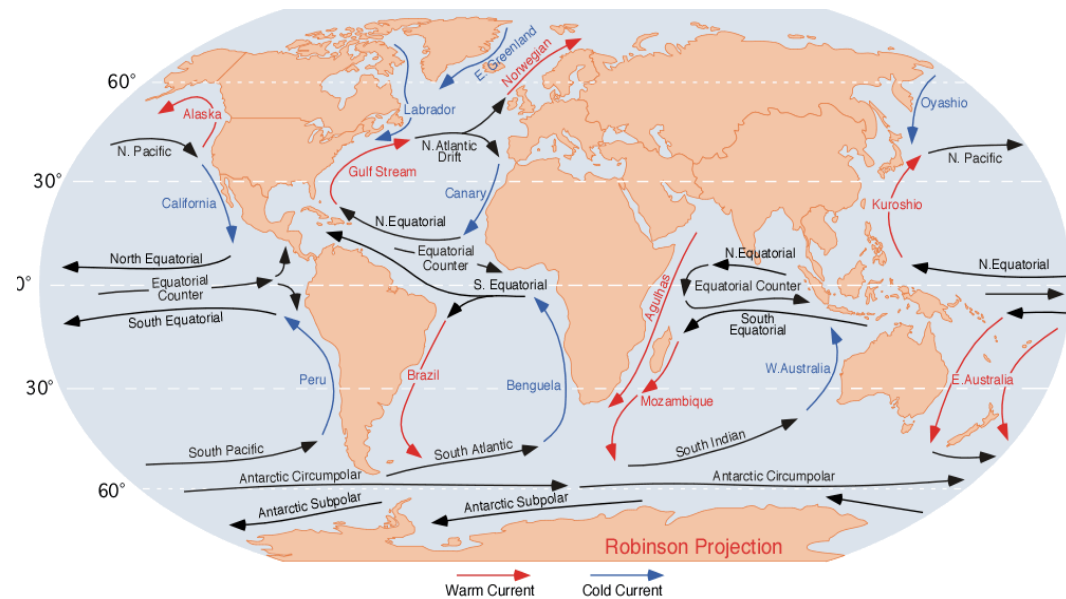 E. Greenland
Norwegian
60°
Labrador
Oyashio
Alaska
N. Pacific
N.Atlantic
Drift
N. Pacific
30°
Gulf Stream
Canary
California
Kuroshio
N.Equatorial
North Equatorial
Equatorial
Counter
N.Equatorial
N.Equatorial
0°
Equatorial
Counter
S. Equatorial
Equatorial Counter
Agulhas
South Equatorial
South
Equatorial
Peru
Brazil
Benguela
W.Australia
E.Australia
30°
Mozambique
South Pacific
South Atlantic
South Indian
Antarctic Circumpolar
Antarctic Circumpolar
60°
Antarctic Subpolar
Antarctic Subpolar
Robinson Projection
Warm Current
Cold Current